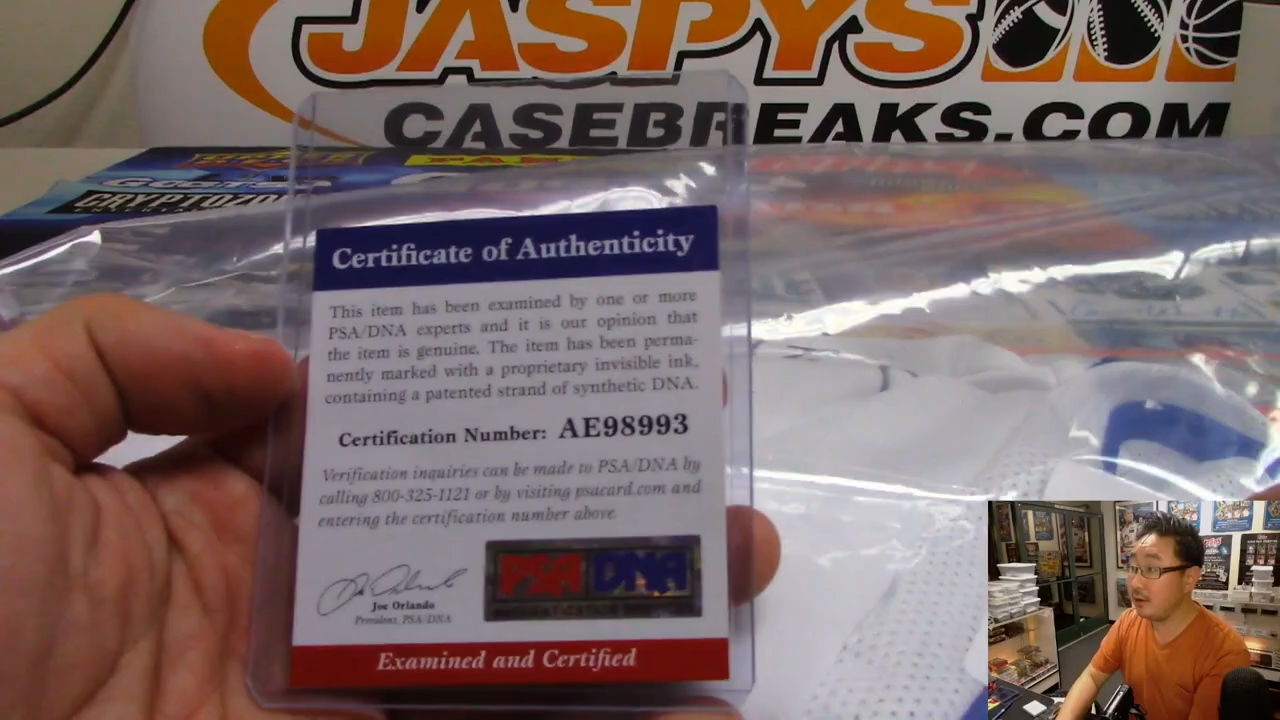 JASPYS
CASEBREAKS.COM
CRYPTOZO
Certificate of Authenticity
This item has been examined by one or more
PSA/DNA experts and it is our opinion that
the item is genuine. The item has been perma-
nently marked with a proprietary invisible ink,
containing a patented strand of synthetic DNA.
Certification Number: AE98993
Verification inquiries can be made to PSA/DNA by
calling 800-325-1121 or by visiting psacard.com and
entering the certification number above.
PSA DNA
Joe Orlando
President, PSA/DNA
Examined and Certified